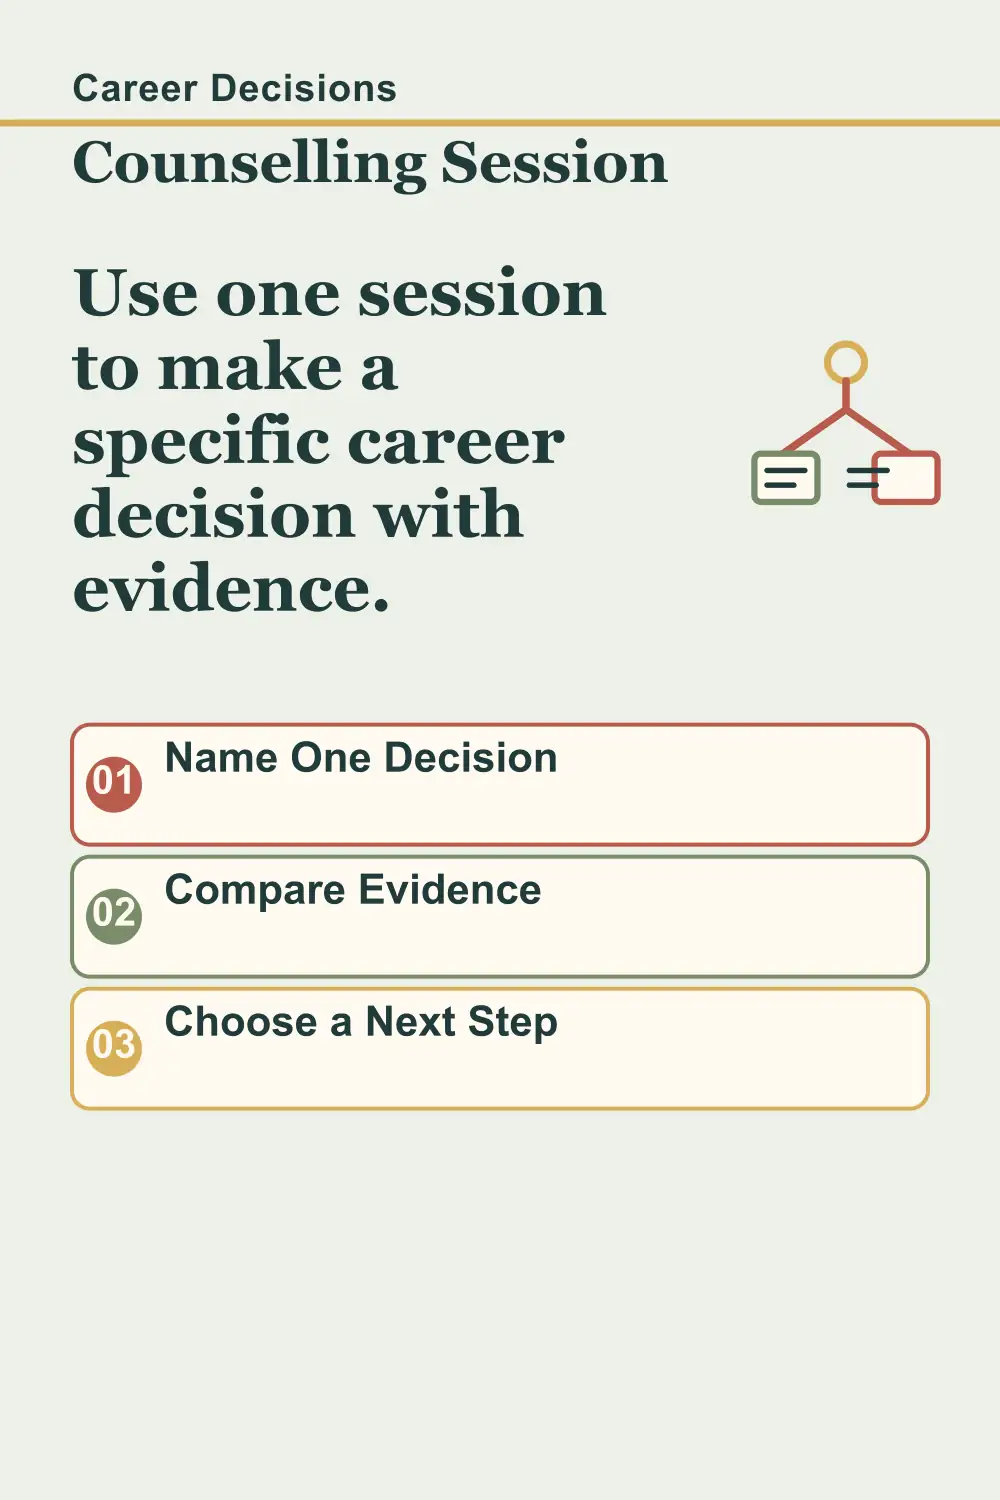 Career Decisions
Counselling Session
Use one session
to make a
specific career
decision with
evidence.
01 Name One Decision
02 Compare Evidence
03 Choose a Next Step